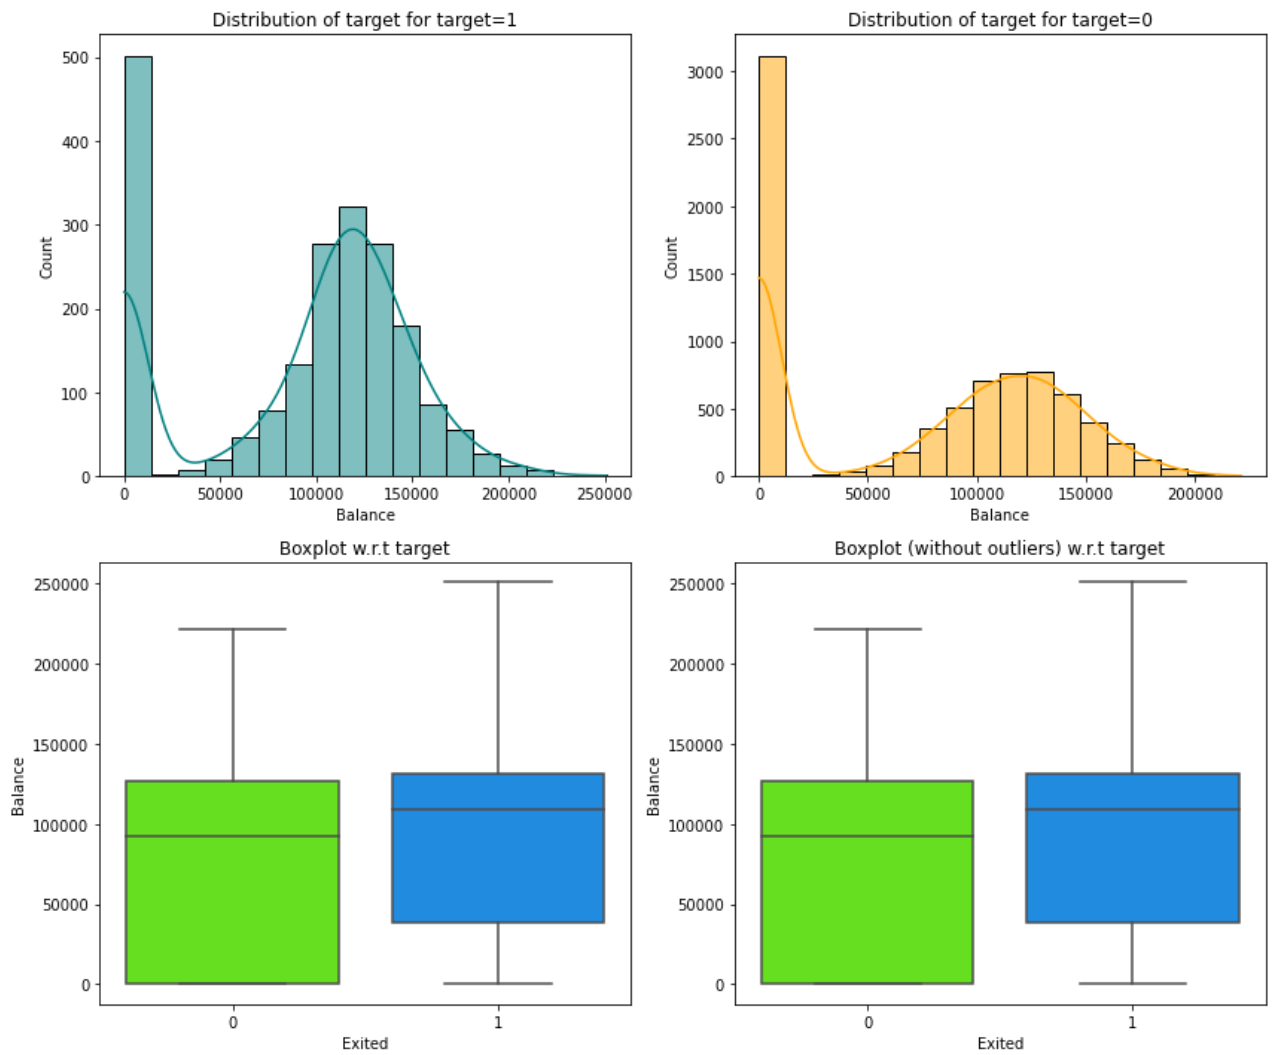 Distribution of target for target=1
Distribution of target for target=0
500
400
300
200
100
0
Count
0 50000 100000 150000 200000 250000
Balance
3000
2500
2000
1500
1000
500
0
Count
0 50000 100000 150000 200000
Balance
Boxplot w.r.t target
Boxplot (without outliers) w.r.t target
250000
200000
150000
100000
50000
0
Balance
0 1
Exited
250000
200000
150000
100000
50000
0
Balance
0 1
Exited